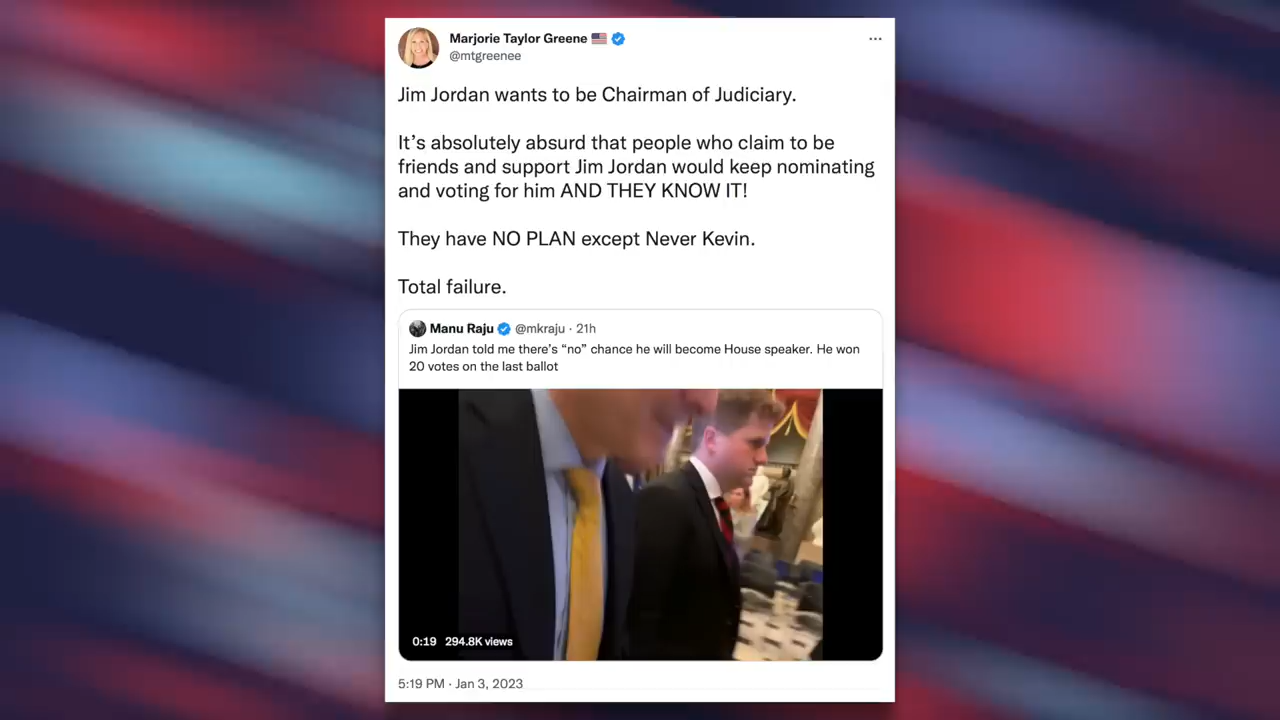 Marjorie Taylor Greene 🇺🇸
@mtgreenee
Jim Jordan wants to be Chairman of Judiciary.
It’s absolutely absurd that people who claim to be
friends and support Jim Jordan would keep nominating
and voting for him AND THEY KNOW IT!
They have NO PLAN except Never Kevin.
Total failure.
Manu Raju @mkraju · 21h
Jim Jordan told me there’s “no” chance he will become House speaker. He won
20 votes on the last ballot
0:19 294.8K views
5:19 PM · Jan 3, 2023